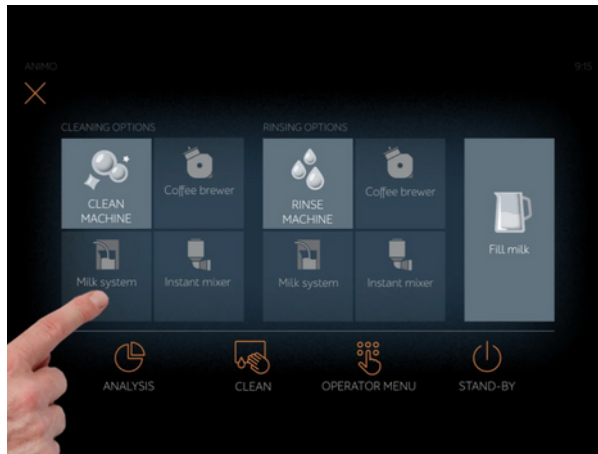 ANIMO
9:15
CLEANING OPTIONS
RINSING OPTIONS
CLEAN
MACHINE
Coffee brewer
RINSE
MACHINE
Coffee brewer
Fill milk
Milk system
Instant mixer
Milk system
Instant mixer
ANALYSIS
CLEAN
OPERATOR MENU
STAND-BY